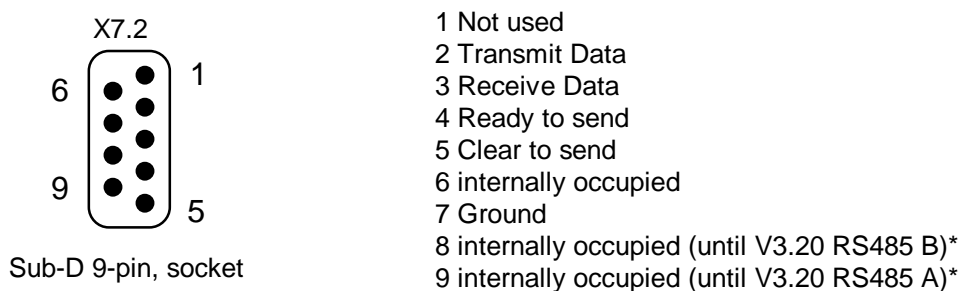 X7.2
1
6
9
5
Sub-D 9-pin, socket
1 Not used
2 Transmit Data
3 Receive Data
4 Ready to send
5 Clear to send
6 internally occupied
7 Ground
8 internally occupied (until V3.20 RS485 B)*
9 internally occupied (until V3.20 RS485 A)*